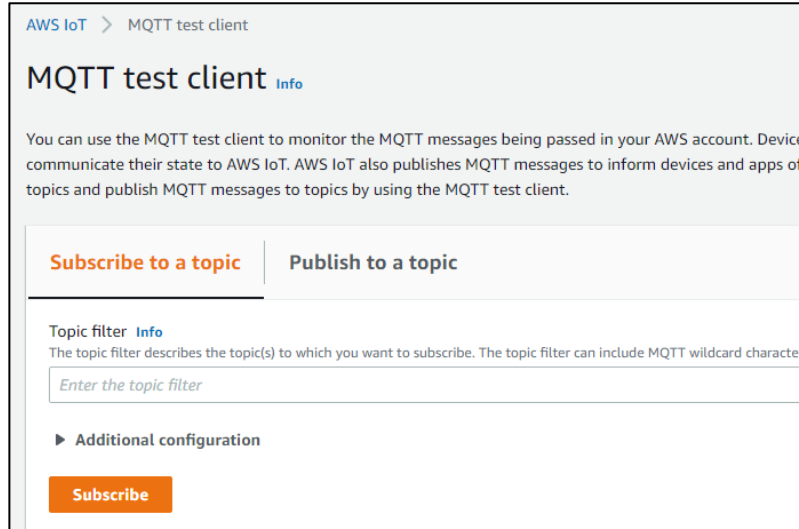 AWS IoT > MQTT test client
MQTT test client Info
You can use the MQTT test client to monitor the MQTT messages being passed in your AWS account.
communicate their state to AWS IoT. AWS IoT also publishes MQTT messages to inform devices and apps
topics and publish MQTT messages to topics by using the MQTT test client.
Subscribe to a topic Publish to a topic
Topic filter Info
The topic filter describes the topic(s) to which you want to subscribe. The topic filter can include MQTT wildcard
Enter the topic filter
Additional configuration
Subscribe